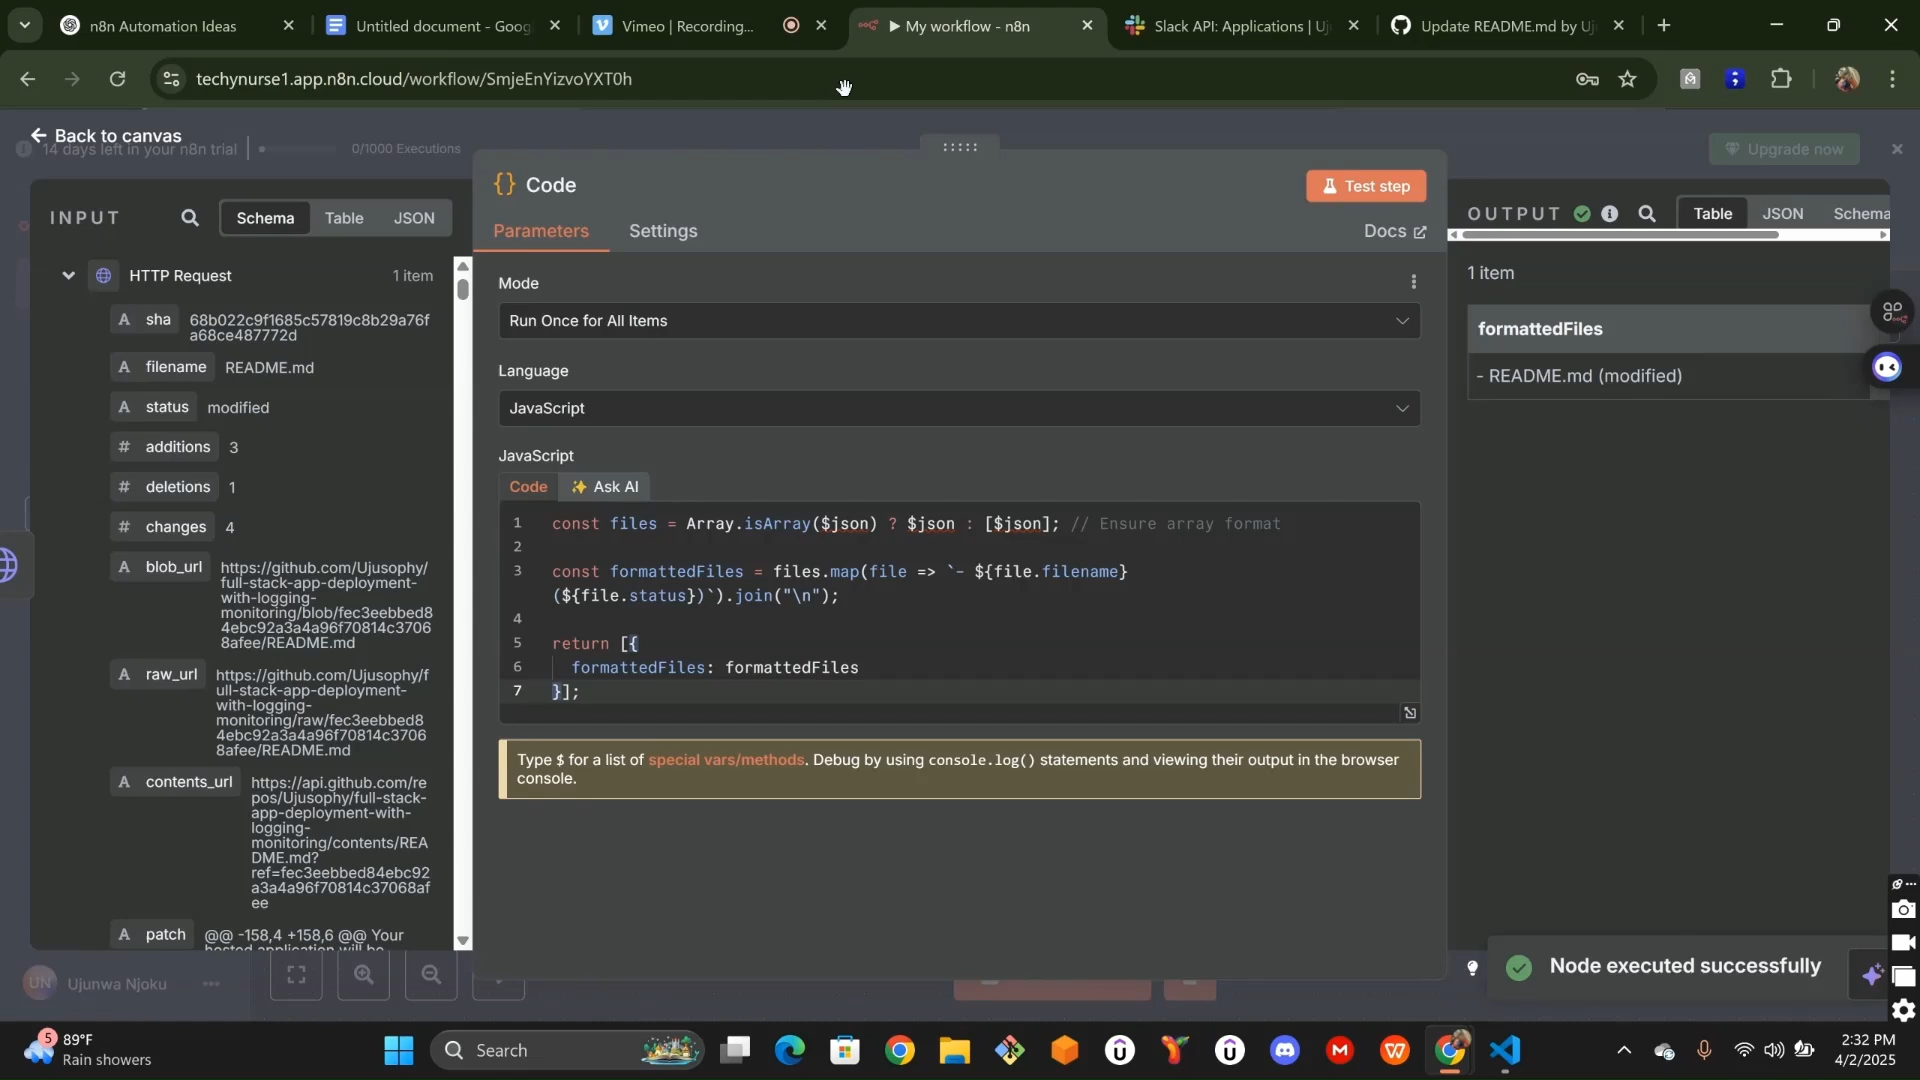 n8n Automation Ideas
Untitled document - Goog
Vimeo | Recording...
▶ My workflow - n8n
Slack API: Applications | Uj
Update README.md by Uj
techynurse1.app.n8n.cloud/workflow/SmjeEnYizvoYXT0h
Back to canvas
14 days left in your n8n trial
0/1000 Executions
Upgrade now
INPUT
Schema
Table
JSON
HTTP Request
1 item
A sha 68b022c9f1685c57819c8b29a76f
a68ce487772d
A filename README.md
A status modified
# additions 3
# deletions 1
# changes 4
A blob_url https://github.com/Ujusophy/
full-stack-app-deployment-
with-logging-
monitoring/blob/fec3eebbed8
4ebc92a3a4a96f70814c3706
8afee/README.md
A raw_url https://github.com/Ujusophy/f
ull-stack-app-deployment-
with-logging-
monitoring/raw/fec3eebbed8
4ebc92a3a4a96f70814c3706
8afee/README.md
A contents_url https://api.github.com/re
pos/Ujusophy/full-stack-
app-deployment-with-
logging-
monitoring/contents/REA
DME.md?
ref=fec3eebbed84ebc92
a3a4a96f70814c37068af
ee
A patch @@ -158,4 +158,6 @@ Your
hosted application will be
Code
Test step
Parameters
Settings
Docs
Mode
Run Once for All Items
Language
JavaScript
JavaScript
Code
Ask AI
1 const files = Array.isArray($json) ? $json : [$json]; // Ensure array format
2
3 const formattedFiles = files.map(file => `- ${file.filename}
(${file.status})`).join("\n");
4
5 return [{
6 formattedFiles: formattedFiles
7 }];
Type $ for a list of special vars/methods. Debug by using console.log() statements and viewing their output in the browser
console.
OUTPUT
Table
JSON
Schema
1 item
formattedFiles
- README.md (modified)
Node executed successfully
UN
Ujunwa Njoku
5
89°F
Rain showers
Search
2:32 PM
4/2/2025